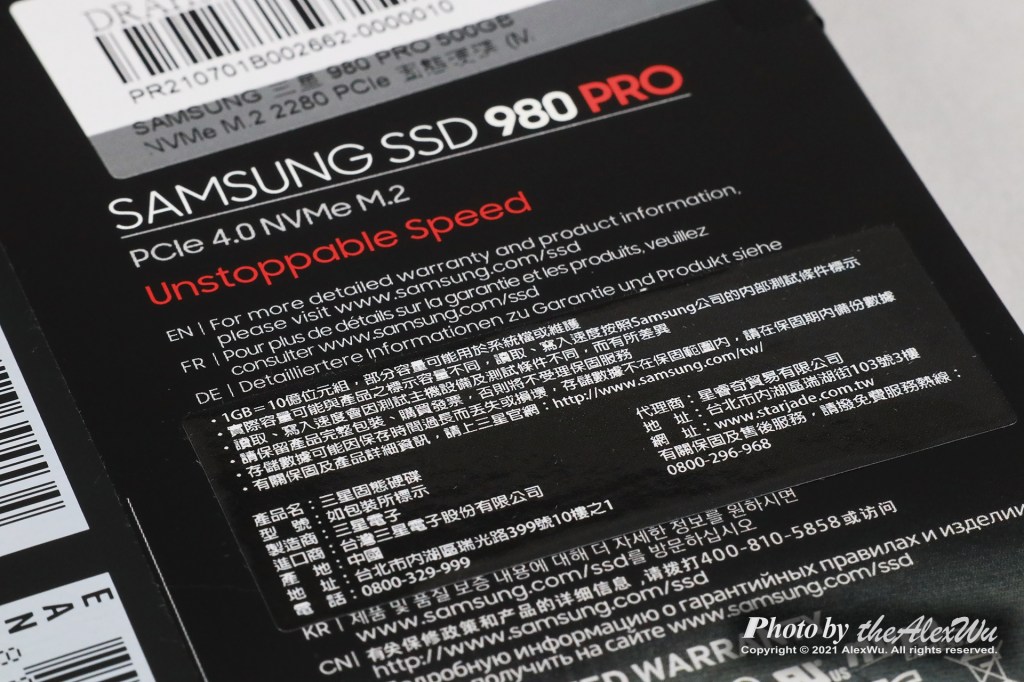 PR210701B002662-0000010
SAMSUNG 三星 980 PRO 500GB
NVMe M.2 2280 PCIe 固態硬碟 (M.
SAMSUNG SSD 980 PRO
PCIe 4.0 NVMe M.2
Unstoppable Speed
EN | For more detailed warranty and product information,
please visit www.samsung.com/ssd
FR | Pour plus de détails sur la garantie et les produits, veuillez
consulter www.samsung.com/ssd
DE | Detailliertere Informationen zu Garantie und Produkt siehe
• 1GB=10億位元組，部分容量可能用於系統檔或維護
實際容量可能與產品之標示容量不同，讀取、寫入速度按照Samsung公司的內部測試條件標示
• 讀取、寫入速度會因測試主機設備及測試條件不同，而有所差異
• 請保留產品完整包裝、購買發票，否則將不受理保固服務
• 存儲數據可能因保存時間過長而丟失或損壞，存儲數據不在保固範圍內，請在保固期內備份數據
• 有關保固及產品詳細資訊，請上三星官網：http://www.samsung.com/tw/
產品名：三星固態硬碟
型 號：如包裝所標示
製造商：三星電子
進口商：台灣三星電子股份有限公司
產 地：中國
地 址：台北市內湖區瑞光路399號10樓之1
電 話：0800-329-999
代理商：星睿奇貿易有限公司
地 址：台北市內湖區瑞湖街103號3樓
網 址：www.starjade.com.tw
有關保固及售後服務，請撥免費服務熱線：
0800-296-968
KR | 제품 및 품질 보증 내용에 대해 더 자세한 정보를 원하시면
www.samsung.com/ssd를 방문하십시오
CN | 有关保修政策和产品的详细信息，请拨打400-810-5858或访问
http://www.samsung.com/ssd
подробную информацию о гарантийных правилах и изделии
получить на сайте www.samsung.com/ssd
ED WARRANTY
EAN
Photo by theAlexWu
Copyright © 2021 AlexWu. All rights reserved.